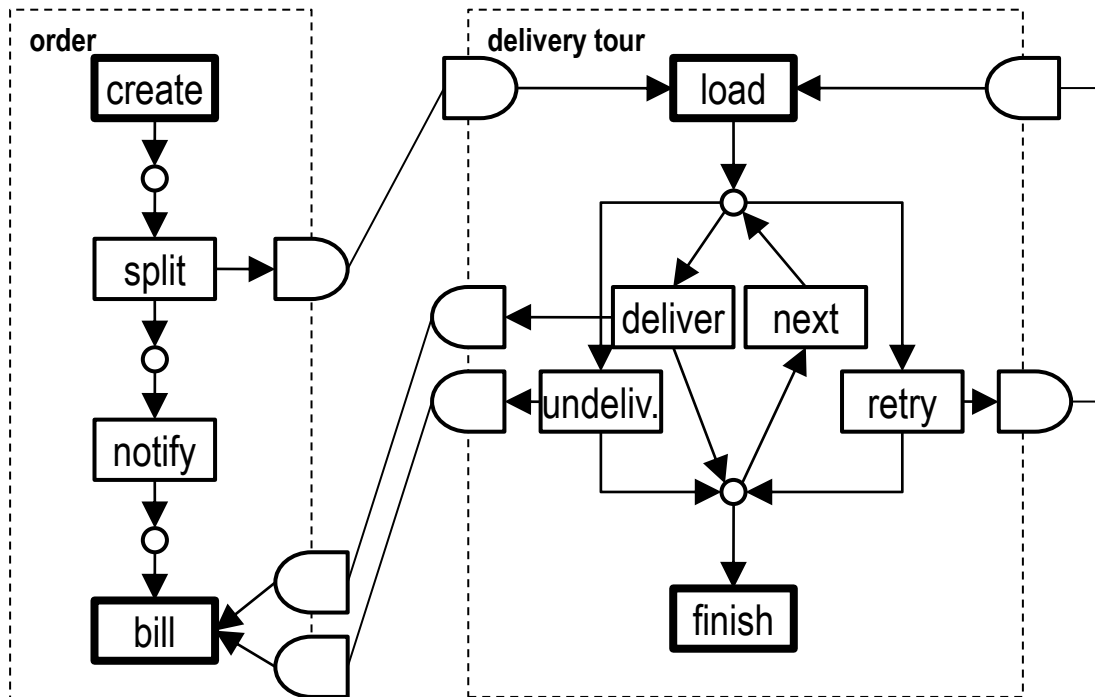 order
create
split
notify
bill
delivery tour
load
deliver
next
undeliv.
retry
finish